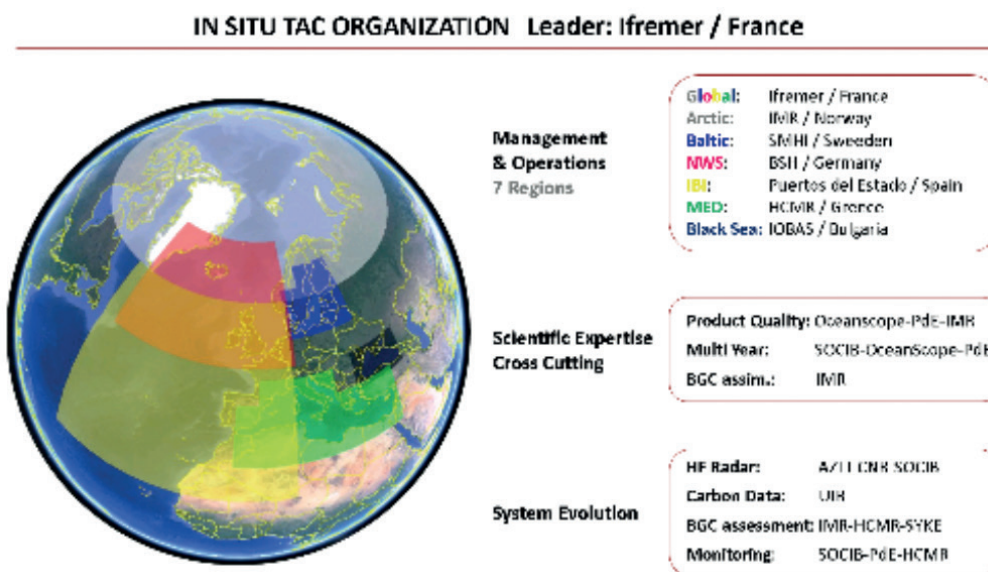 IN SITU TAC ORGANIZATION Leader: Ifremer / France
Management
& Operations
7 Regions
Global: Ifremer / France
Arctic: IMR / Norway
Baltic: SMHI / Sweeden
NWS: BSH / Germany
IBI: Puertos del Estado / Spain
MED: HCMR / Greece
Black Sea: IOBAS / Bulgaria
Scientific Expertise
Cross Cutting
Product Quality: Oceanscope-PdE-IMR
Multi Year: SOCIB-OceanScope-PdE
BGC assim.: IMR
System Evolution
HF Radar: AZTI-CNR-SOCIB
Carbon Data:
BGC assessment: IMR-HCMR-SYKE
Monitoring: SOCIB-PdE-HCMR